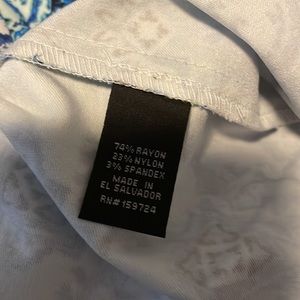 74% RAYON
23% NYLON
3% SPANDEX
MADE IN
EL SALVADOR
RN# 159724